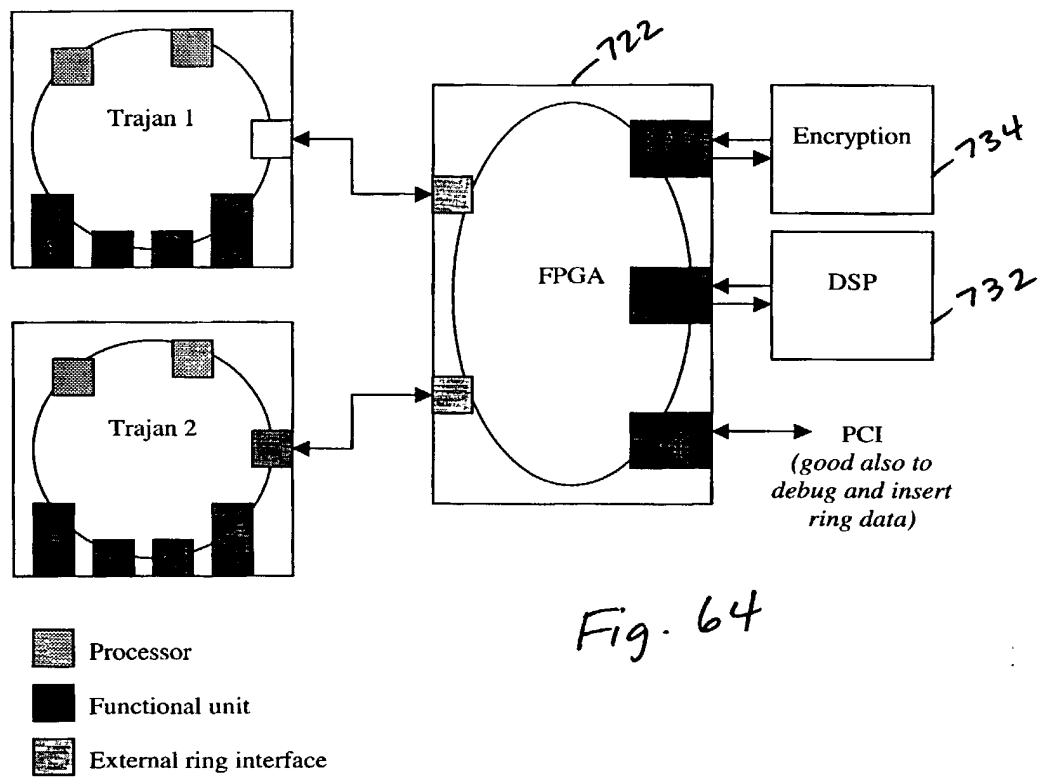 722
Trajan 1
Encryption
734
FPGA
DSP
732
Trajan 2
PCI
(good also to
debug and insert
ring data)
Fig. 64
Processor
Functional unit
External ring interface